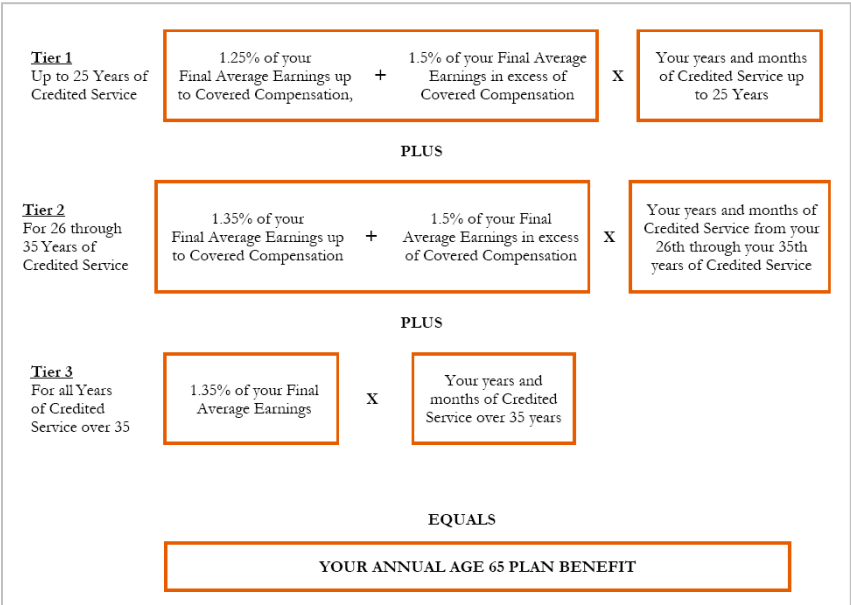 Tier 1
Up to 25 Years of
Credited Service
1.25% of your
Final Average Earnings up
to Covered Compensation,
+
1.5% of your Final Average
Earnings in excess of
Covered Compensation
X
Your years and months
of Credited Service up
to 25 Years
PLUS
Tier 2
For 26 through
35 Years of
Credited Service
1.35% of your
Final Average Earnings up
to Covered Compensation
+
1.5% of your Final
Average Earnings in excess
of Covered Compensation
X
Your years and months of
Credited Service from your
26th through your 35th
years of Credited Service
PLUS
Tier 3
For all Years
of Credited
Service over 35
1.35% of your Final
Average Earnings
X
Your years and
months of Credited
Service over 35 years
EQUALS
YOUR ANNUAL AGE 65 PLAN BENEFIT